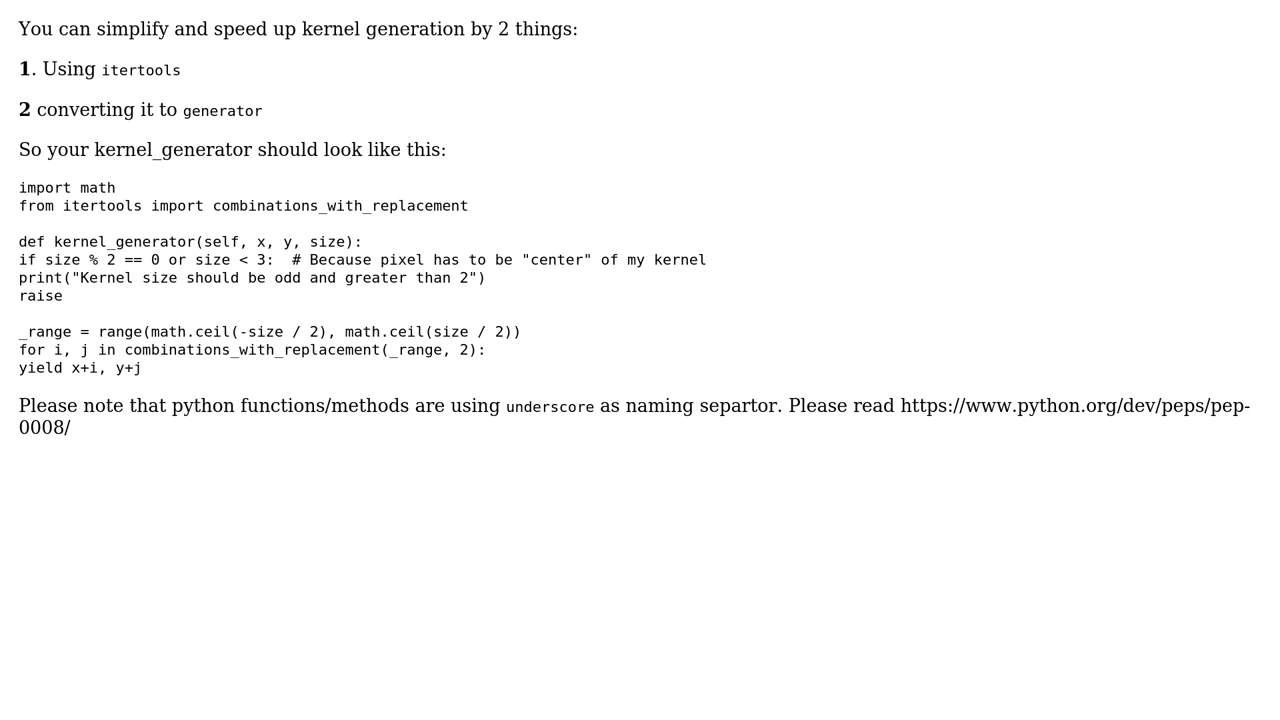 You can simplify and speed up kernel generation by 2 things:
1. Using itertools
2 converting it to generator
So your kernel_generator should look like this:
import math
from itertools import combinations_with_replacement
def kernel_generator(self, x, y, size):
if size % 2 == 0 or size < 3:  # Because pixel has to be "center" of my kernel
print("Kernel size should be odd and greater than 2")
raise
_range = range(math.ceil(-size / 2), math.ceil(size / 2))
for i, j in combinations_with_replacement(_range, 2):
yield x+i, y+j
Please note that python functions/methods are using underscore as naming separtor. Please read https://www.python.org/dev/peps/pep-
0008/